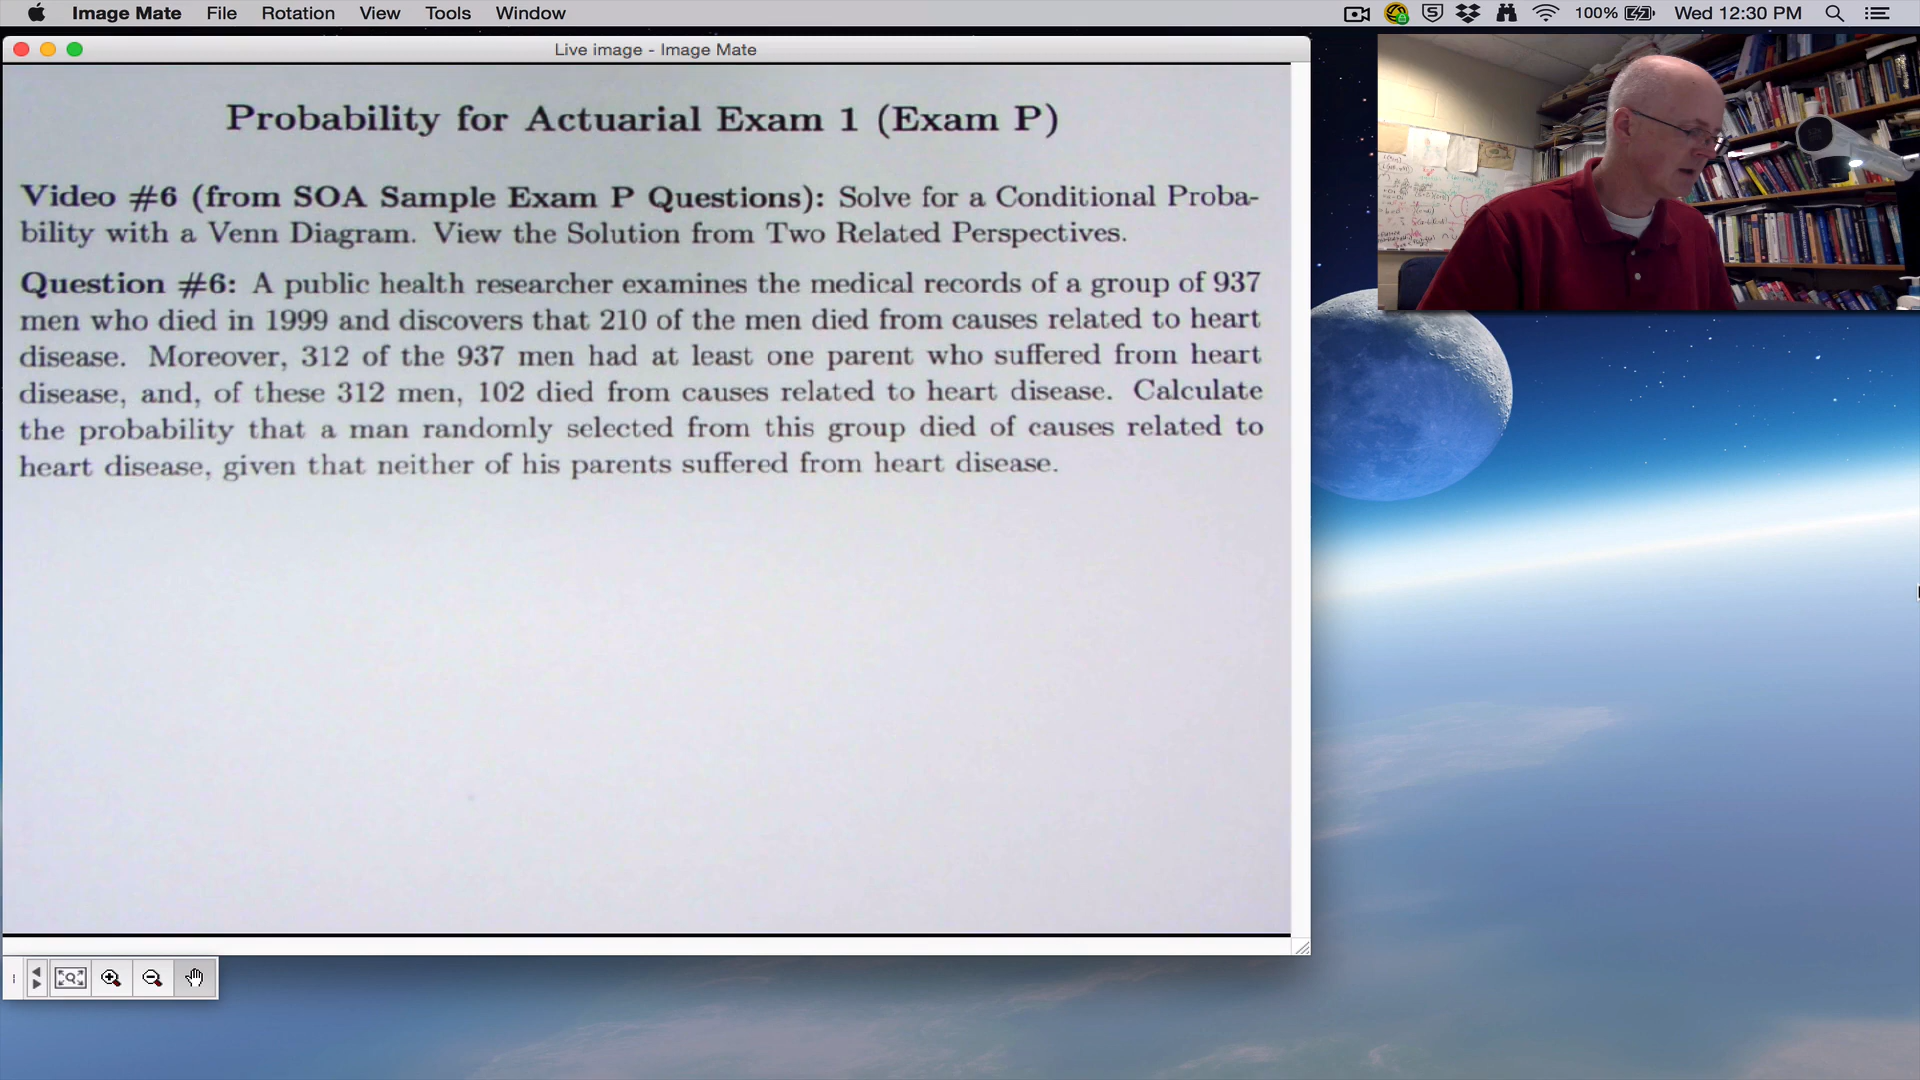 Image Mate File Rotation View Tools Window 100% Wed 12:30 PM
Live image - Image Mate
Probability for Actuarial Exam 1 (Exam P)
Video #6 (from SOA Sample Exam P Questions): Solve for a Conditional Proba-
bility with a Venn Diagram. View the Solution from Two Related Perspectives.
Question #6: A public health researcher examines the medical records of a group of 937
men who died in 1999 and discovers that 210 of the men died from causes related to heart
disease. Moreover, 312 of the 937 men had at least one parent who suffered from heart
disease, and, of these 312 men, 102 died from causes related to heart disease. Calculate
the probability that a man randomly selected from this group died of causes related to
heart disease, given that neither of his parents suffered from heart disease.